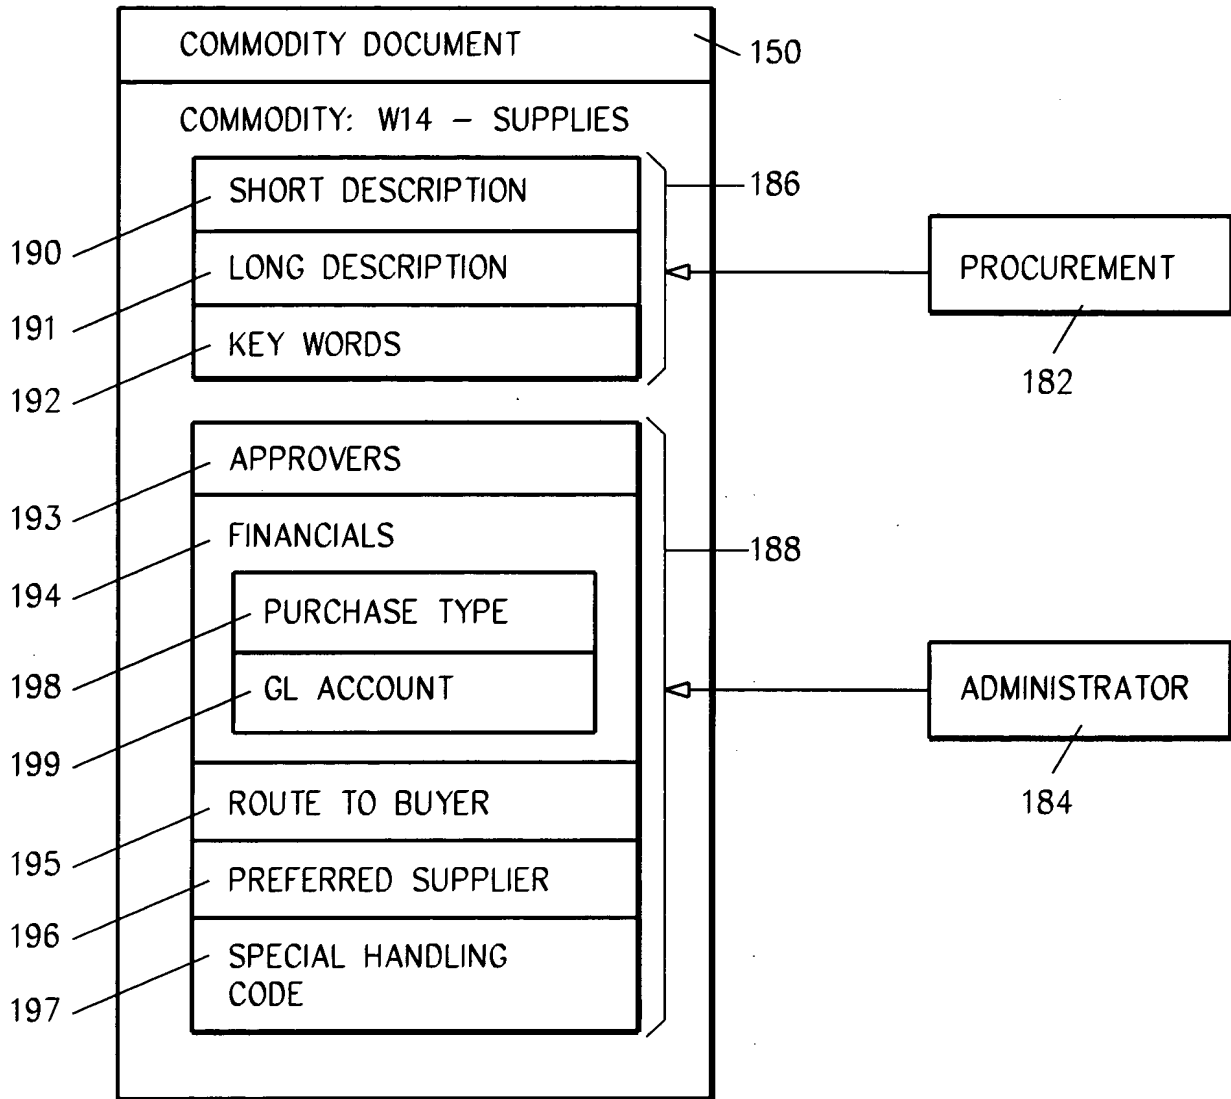 COMMODITY DOCUMENT
150
COMMODITY: W14 - SUPPLIES
SHORT DESCRIPTION
186
190
LONG DESCRIPTION
PROCUREMENT
191
KEY WORDS
182
192
APPROVERS
193
FINANCIALS
188
194
PURCHASE TYPE
198
GL ACCOUNT
ADMINISTRATOR
199
184
ROUTE TO BUYER
195
PREFERRED SUPPLIER
196
SPECIAL HANDLING
CODE
197